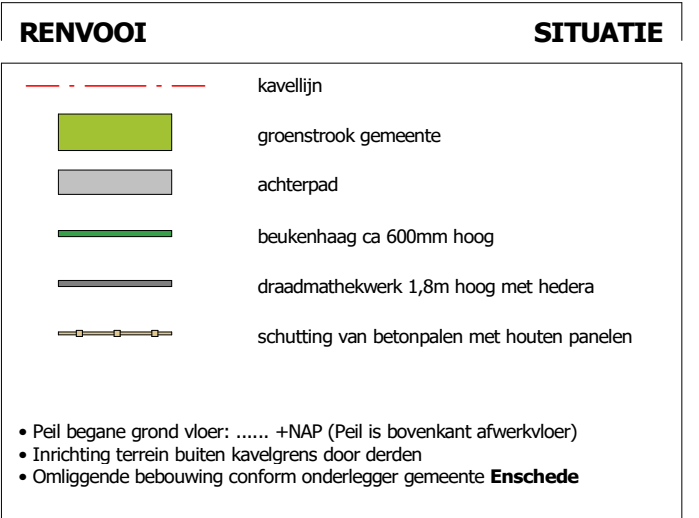 RENVOOI SITUATIE
kavellijn
groenstrook gemeente
achterpad
beukenhaag ca 600mm hoog
draadmathekwerk 1,8m hoog met hedera
schutting van betonpalen met houten panelen
• Peil begane grond vloer: ...... +NAP (Peil is bovenkant afwerkvloer)
• Inrichting terrein buiten kavelgrens door derden
• Omliggende bebouwing conform onderlegger gemeente Enschede